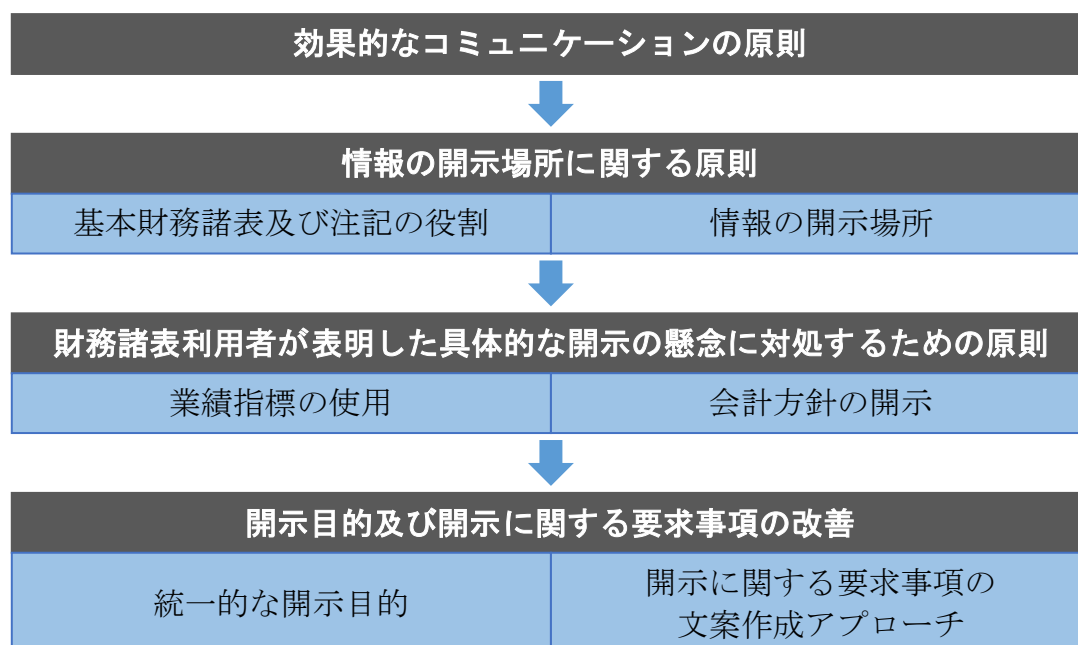 効果的なコミュニケーションの原則
情報の開示場所に関する原則
基本財務諸表及び注記の役割
情報の開示場所
財務諸表利用者が表明した具体的な開示の懸念に対処するための原則
業績指標の使用
会計方針の開示
開示目的及び開示に関する要求事項の改善
統一的な開示目的
開示に関する要求事項の
文案作成アプローチ